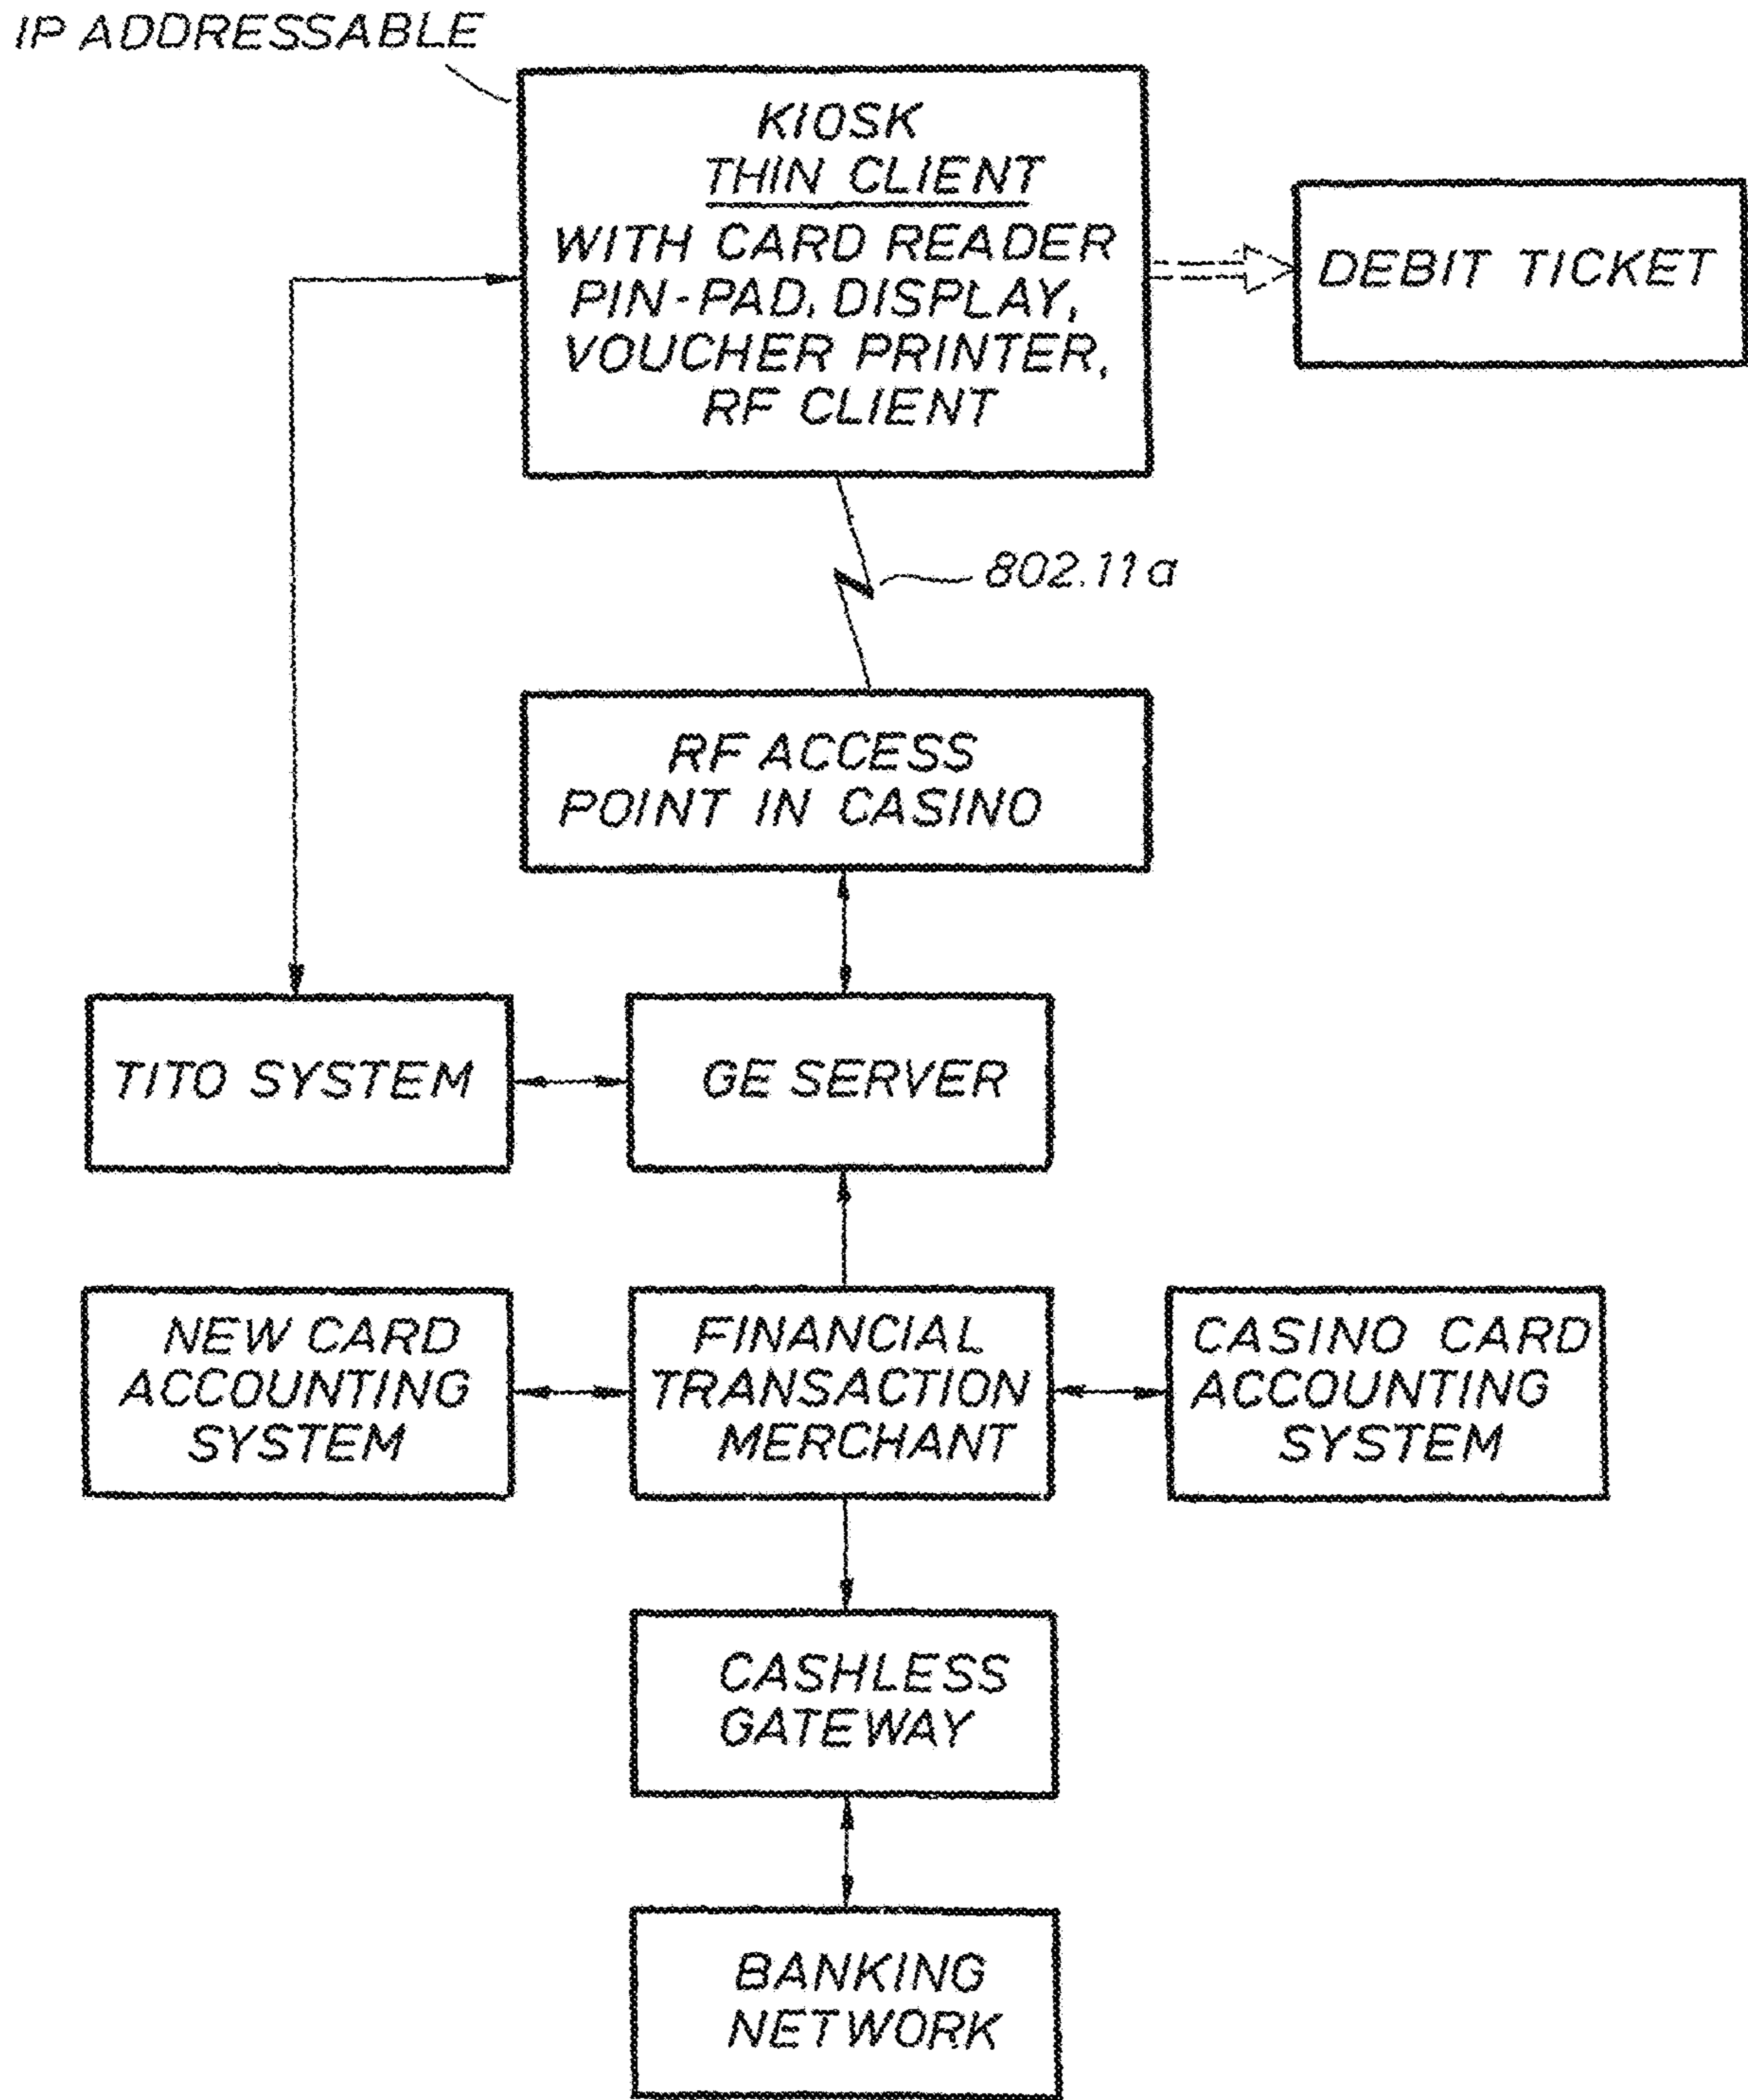 IP ADDRESSABLE
KIOSK
THIN CLIENT
WITH CARD READER
PIN-PAD, DISPLAY,
VOUCHER PRINTER,
RF CLIENT
DEBIT TICKET
802.11a
RF ACCESS
POINT IN CASINO
TITO SYSTEM
GE SERVER
NEW CARD
ACCOUNTING
SYSTEM
FINANCIAL
TRANSACTION
MERCHANT
CASINO CARD
ACCOUNTING
SYSTEM
CASHLESS
GATEWAY
BANKING
NETWORK